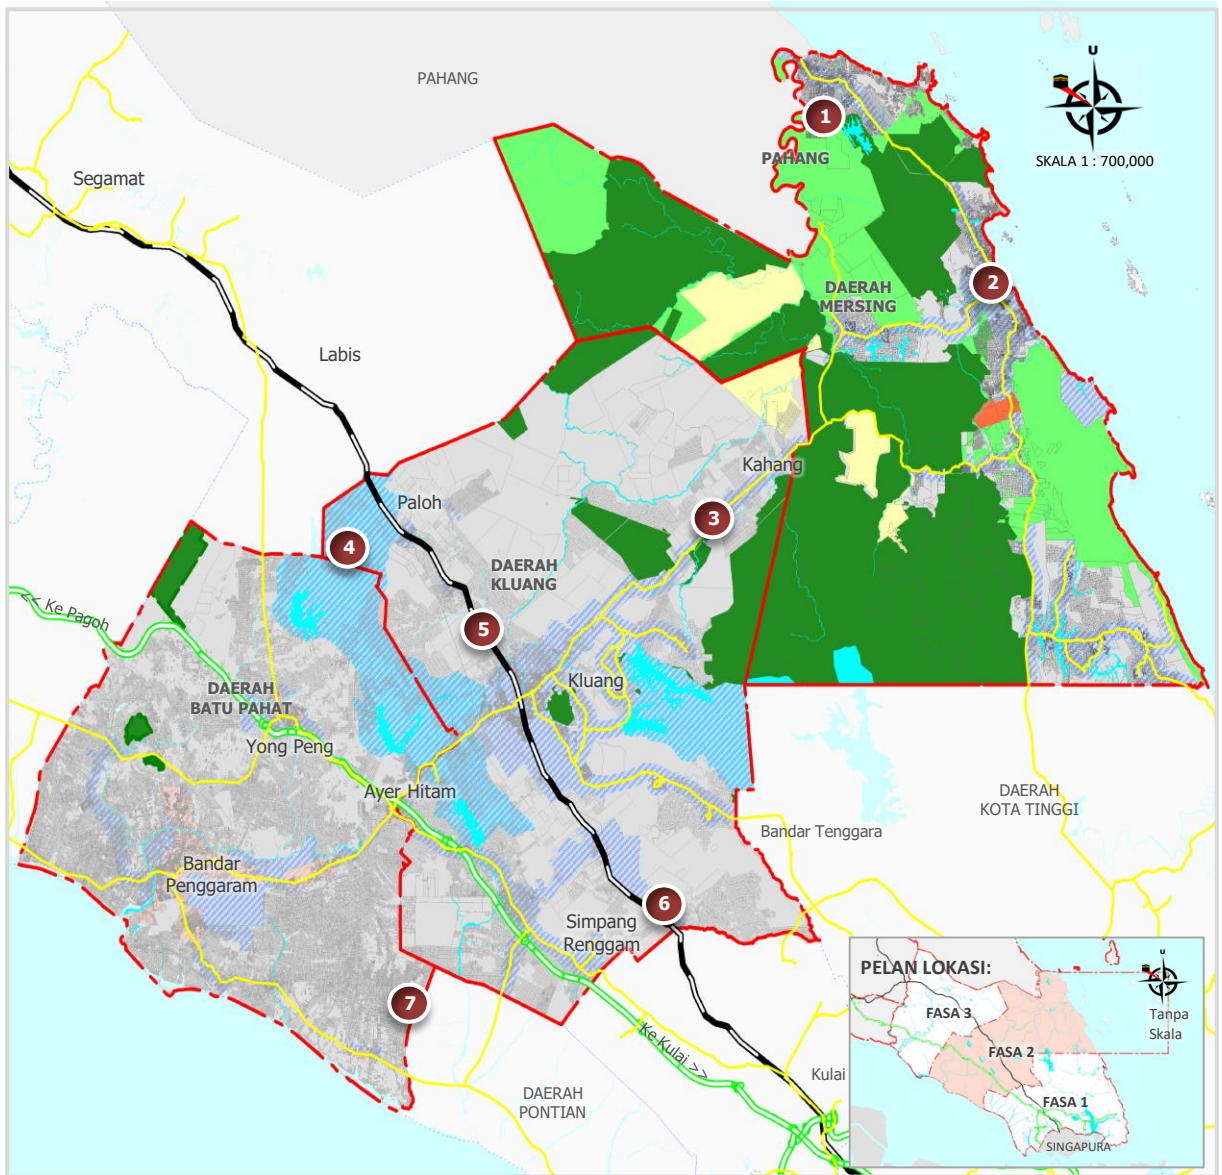 PAHANG
U
SKALA 1 : 700,000
1
PAHANG
Segamat
DAERAH
MERSING
2
Labis
Kahang
Paloh
3
4
DAERAH
KLUANG
<< Ke Pagoh
5
Kluang
DAERAH
BATU PAHAT
Yong Peng
Ayer Hitam
DAERAH
KOTA TINGGI
Bandar Tenggara
Bandar
Penggaram
6
Simpang
Renggam
7
Ke Kulai >>
Kulai
DAERAH
PONTIAN
PELAN LOKASI:
U
Tanpa
Skala
FASA 3
FASA 2
FASA 1
SINGAPURA